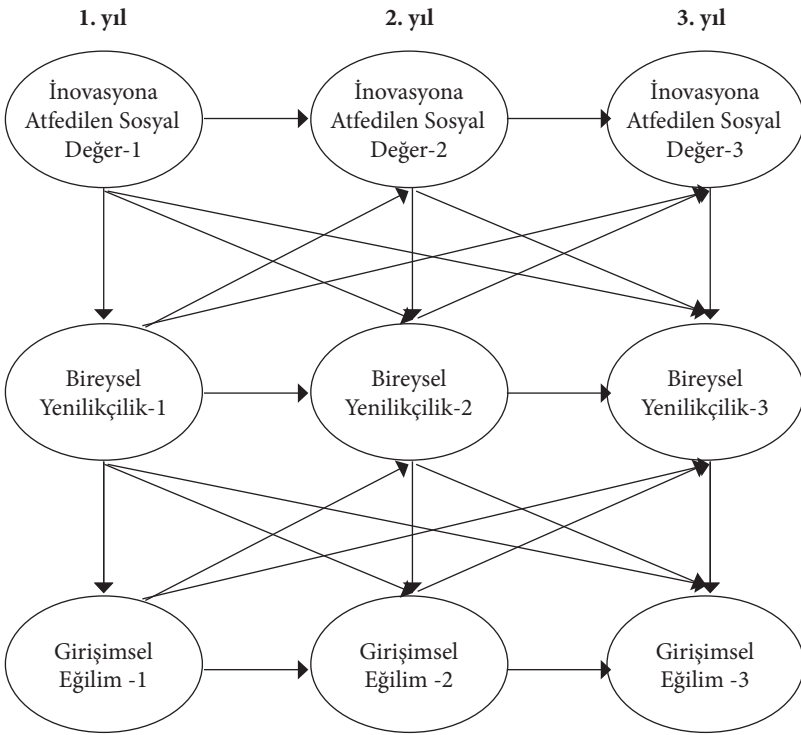 1. yıl
2. yıl
3. yıl
İnovasyona
Atfedilen Sosyal
Değer-1
İnovasyona
Atfedilen Sosyal
Değer-2
İnovasyona
Atfedilen Sosyal
Değer-3
Bireysel
Yenilikçilik-1
Bireysel
Yenilikçilik-2
Bireysel
Yenilikçilik-3
Girişimsel
Eğilim -1
Girişimsel
Eğilim -2
Girişimsel
Eğilim -3